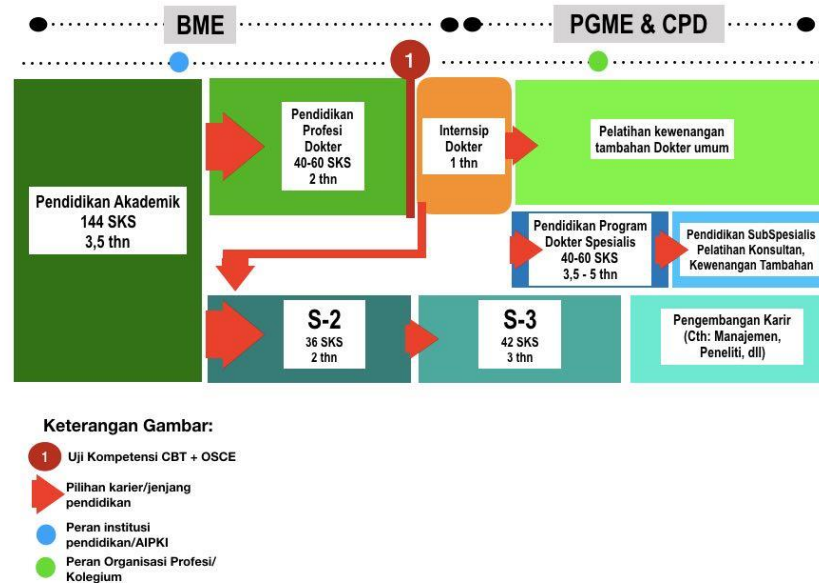 BME
PGME & CPD
1
Pendidikan Akademik
144 SKS
3,5 thn
Pendidikan
Profesi
Dokter
40-60 SKS
2 thn
Internsip
Dokter
1 thn
Pelatihan kewenangan
tambahan Dokter umum
Pendidikan Program
Dokter Spesialis
40-60 SKS
3,5 - 5 thn
Pendidikan SubSpesialis
Pelatihan Konsultan,
Kewenangan Tambahan
S-2
36 SKS
2 thn
S-3
42 SKS
3 thn
Pengembangan Karir
(Cth: Manajemen,
Peneliti, dll)
Keterangan Gambar:
1 Uji Kompetensi CBT + OSCE
Pilihan karier/jenjang
pendidikan
Peran institusi
pendidikan/AIPKI
Peran Organisasi Profesi/
Kolegium